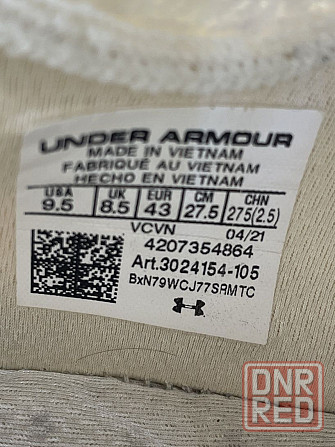 UNDER ARMOUR
MADE IN VIETNAM
FABRIQUÉ AU VIETNAM
HECHO EN VIETNAM
USA UK EUR CM CHN
9.5 8.5 43 27.5 275(2.5)
VCVN 04/21
4207354864
Art.3024154-105
BxN79WCJ77SRMTC
DNR
RED